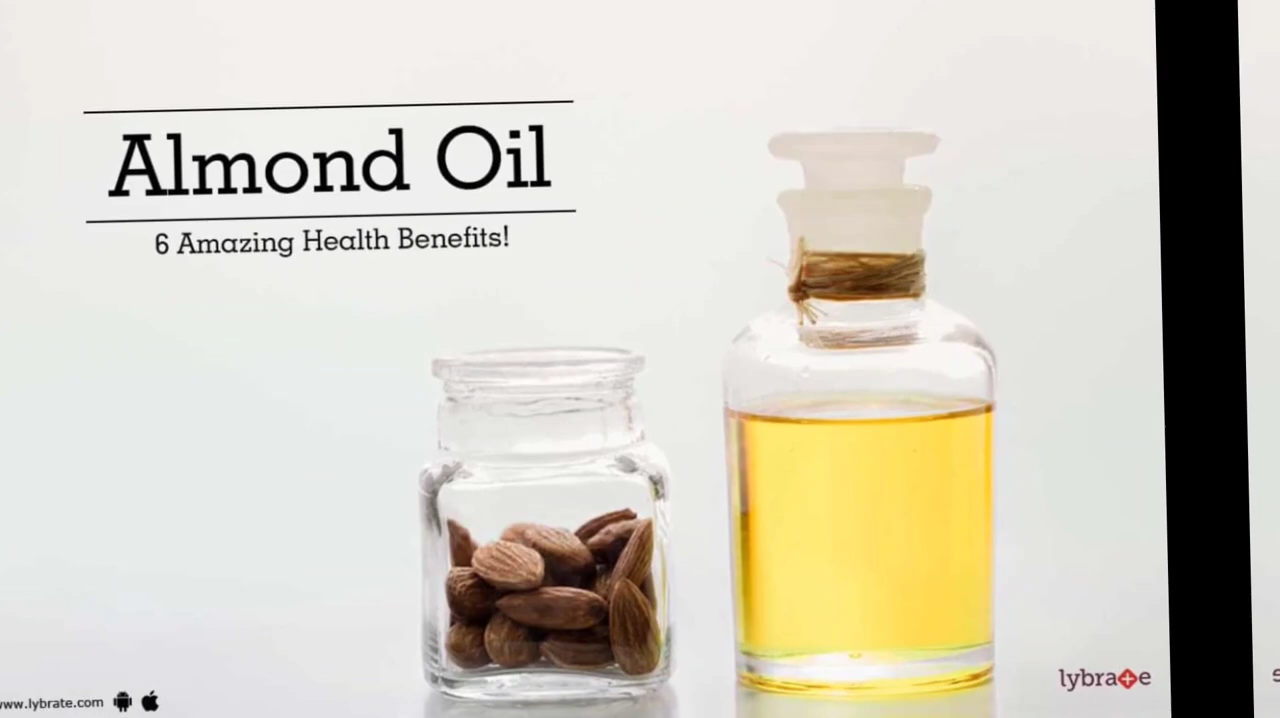 Almond Oil
6 Amazing Health Benefits!
www.lybrate.com
lybrate